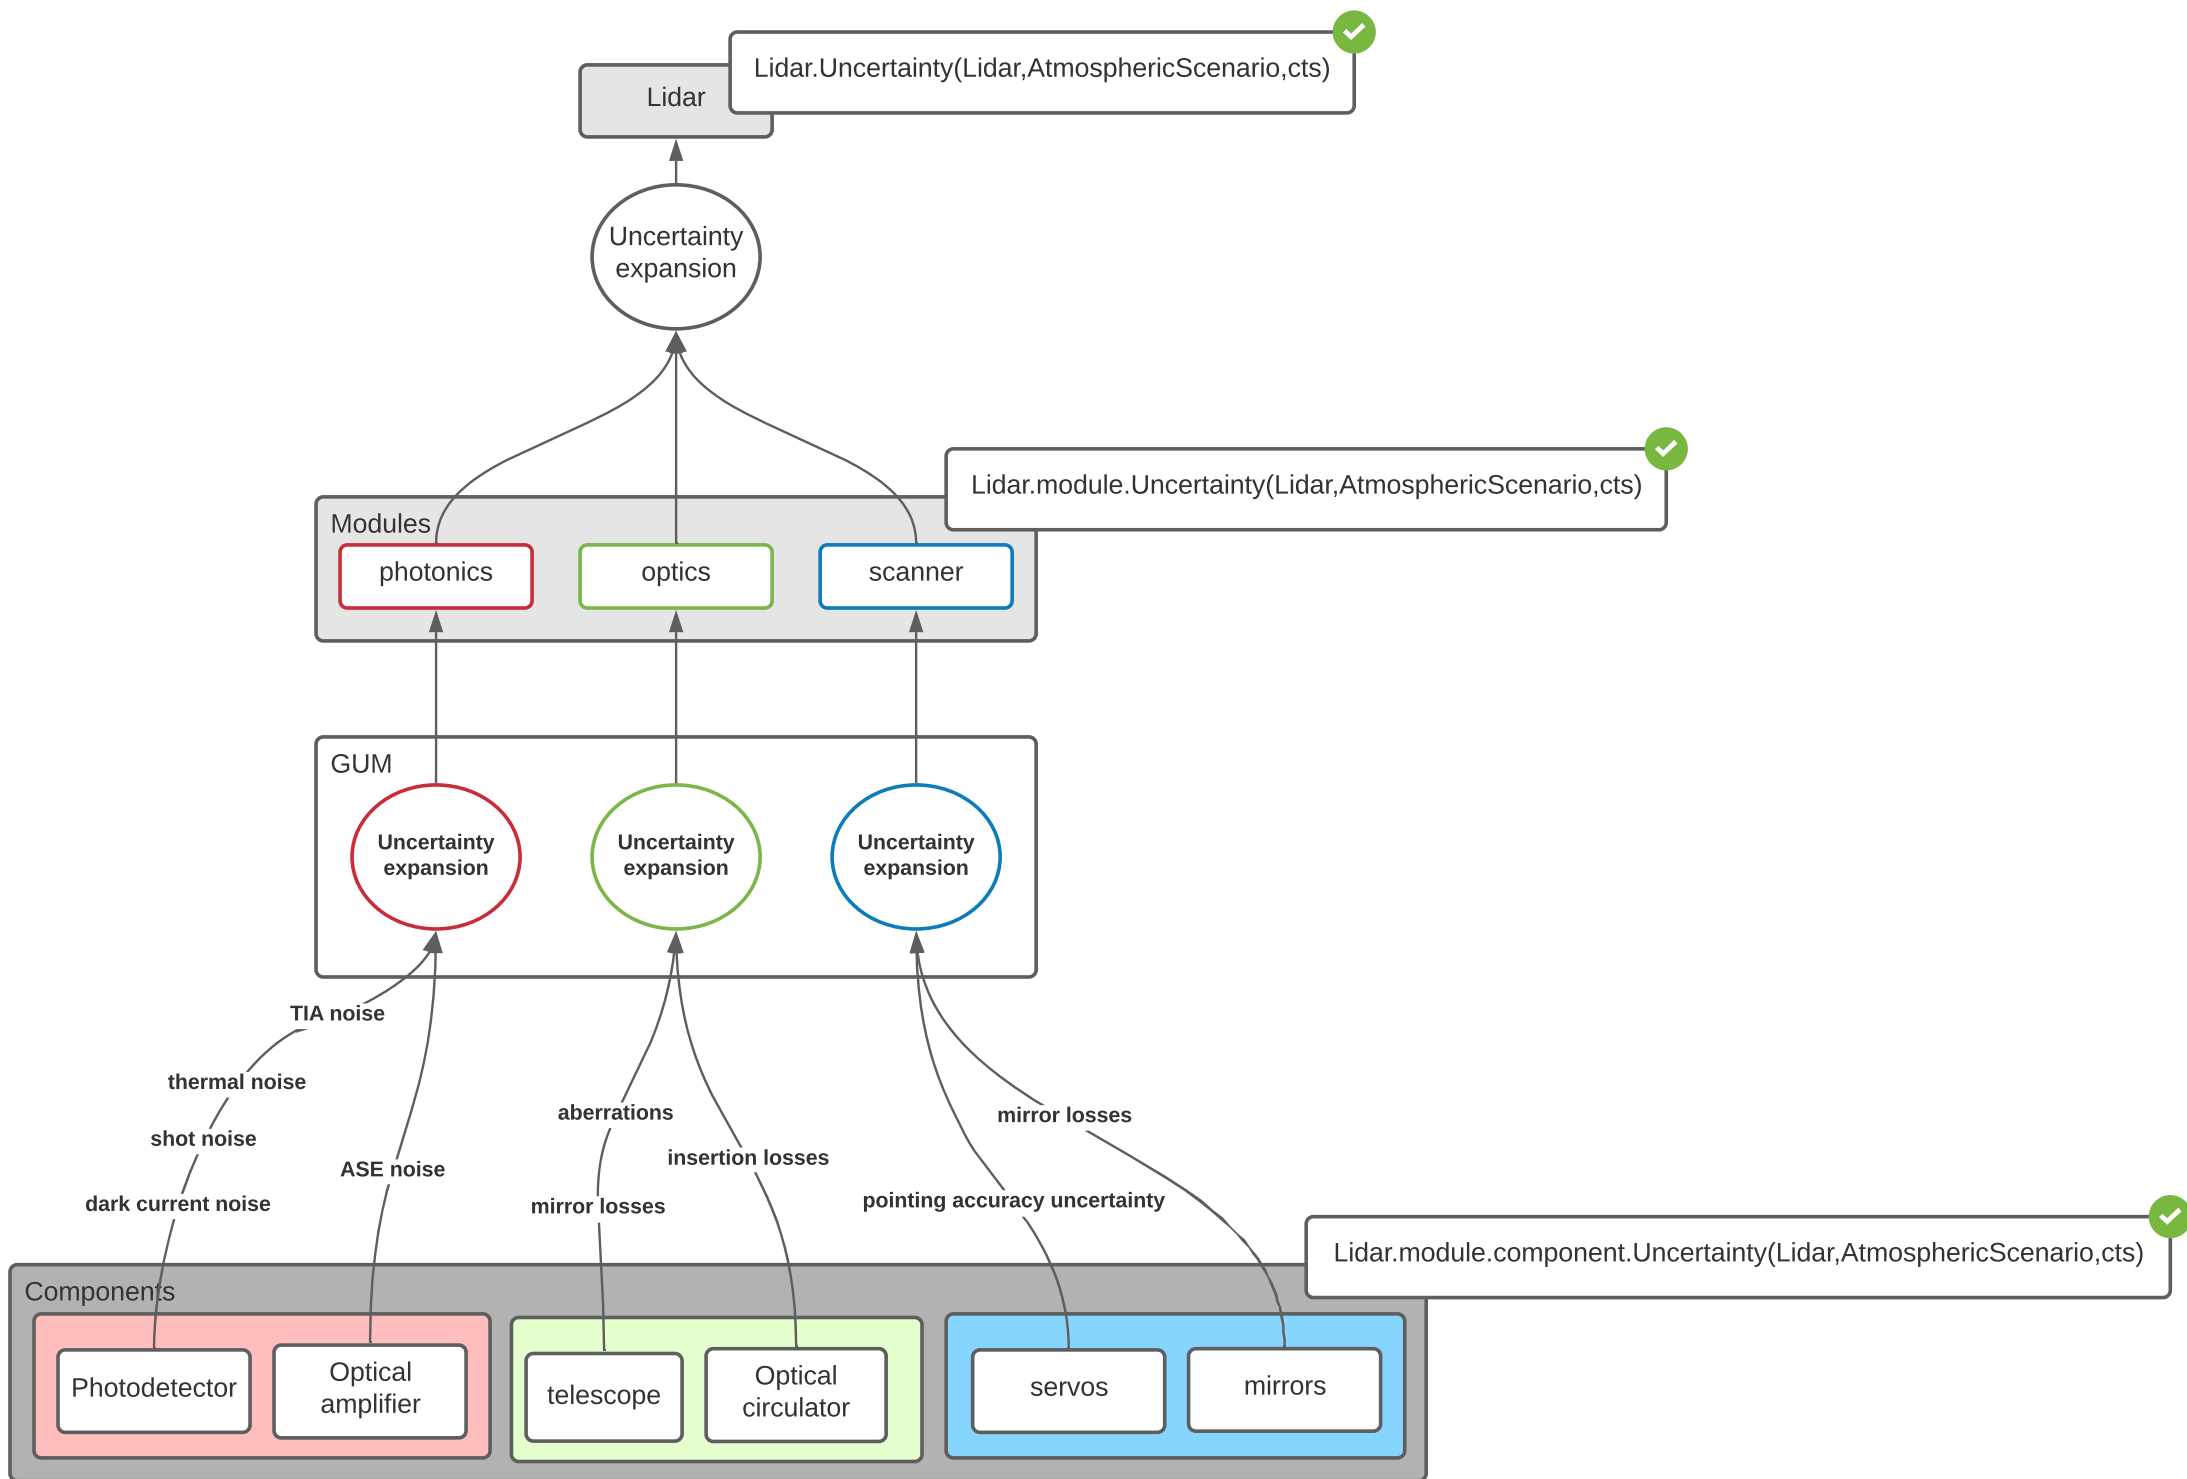 Lidar.Uncertainty(Lidar,AtmosphericScenario,cts)
Lidar
Uncertainty
expansion
Lidar.module.Uncertainty(Lidar,AtmosphericScenario,cts)
Modules
photonics
optics
scanner
GUM
Uncertainty
expansion
Uncertainty
expansion
Uncertainty
expansion
TIA noise
thermal noise
shot noise
dark current noise
ASE noise
aberrations
mirror losses
insertion losses
pointing accuracy uncertainty
mirror losses
Lidar.module.component.Uncertainty(Lidar,AtmosphericScenario,cts)
Components
Photodetector
Optical
amplifier
telescope
Optical
circulator
servos
mirrors